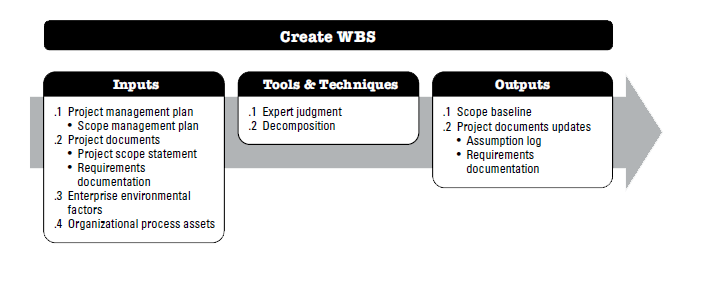 Create WBS
Inputs
.1 Project management plan
• Scope management plan
.2 Project documents
• Project scope statement
• Requirements
documentation
.3 Enterprise environmental
factors
.4 Organizational process assets
Tools & Techniques
.1 Expert judgment
.2 Decomposition
Outputs
.1 Scope baseline
.2 Project documents updates
• Assumption log
• Requirements
documentation